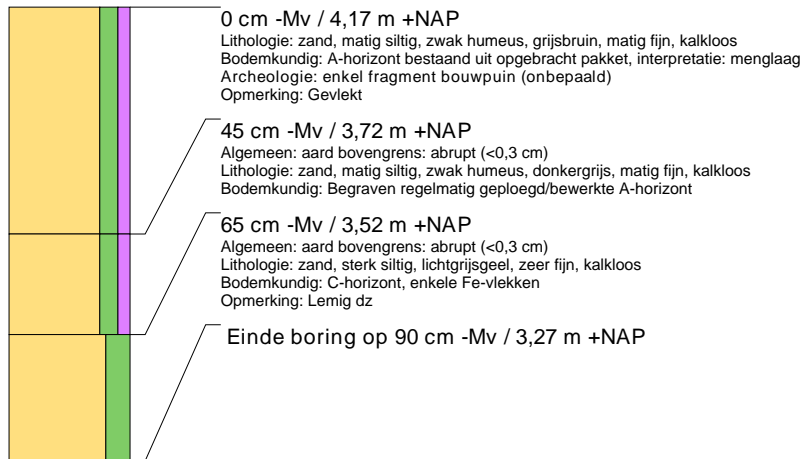 0 cm -Mv / 4,17 m +NAP
Lithologie: zand, matig siltig, zwak humeus, grijsbruin, matig fijn, kalkloos
Bodemkundig: A-horizont bestaand uit opgebracht pakket, interpretatie: menglaag
Archeologie: enkel fragment bouwpuin (onbepaald)
Opmerking: Gevlekt
45 cm -Mv / 3,72 m +NAP
Algemeen: aard bovengrens: abrupt (<0,3 cm)
Lithologie: zand, matig siltig, zwak humeus, donkergrijs, matig fijn, kalkloos
Bodemkundig: Begraven regelmatig geploegd/bewerkte A-horizont
65 cm -Mv / 3,52 m +NAP
Algemeen: aard bovengrens: abrupt (<0,3 cm)
Lithologie: zand, sterk siltig, lichtgrijsgeel, zeer fijn, kalkloos
Bodemkundig: C-horizont, enkele Fe-vlekken
Opmerking: Lemig dz
Einde boring op 90 cm -Mv / 3,27 m +NAP